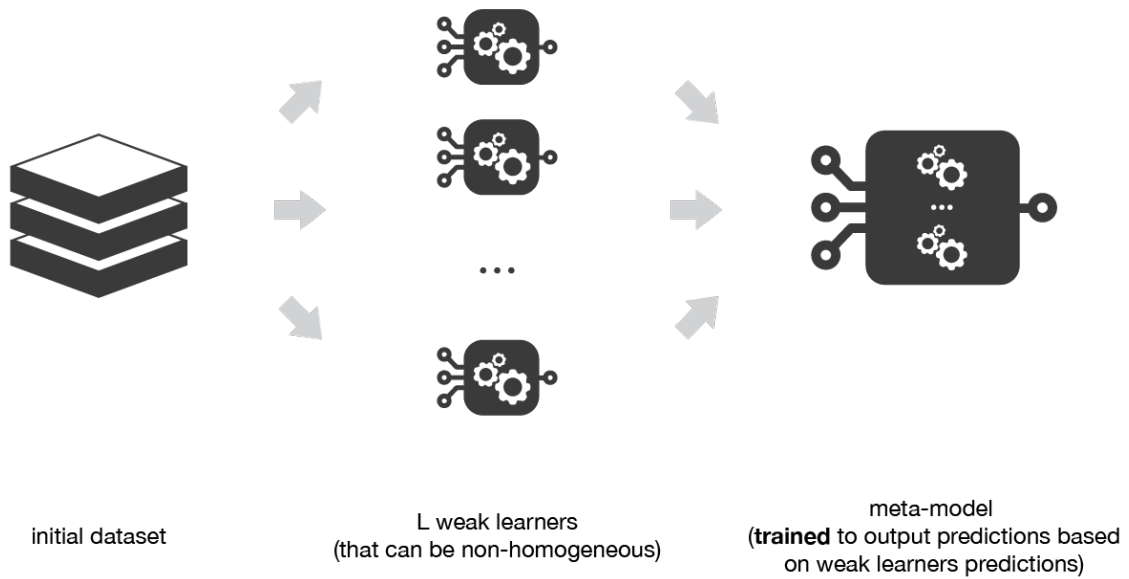 initial dataset
L weak learners
(that can be non-homogeneous)
meta-model
(trained to output predictions based
on weak learners predictions)